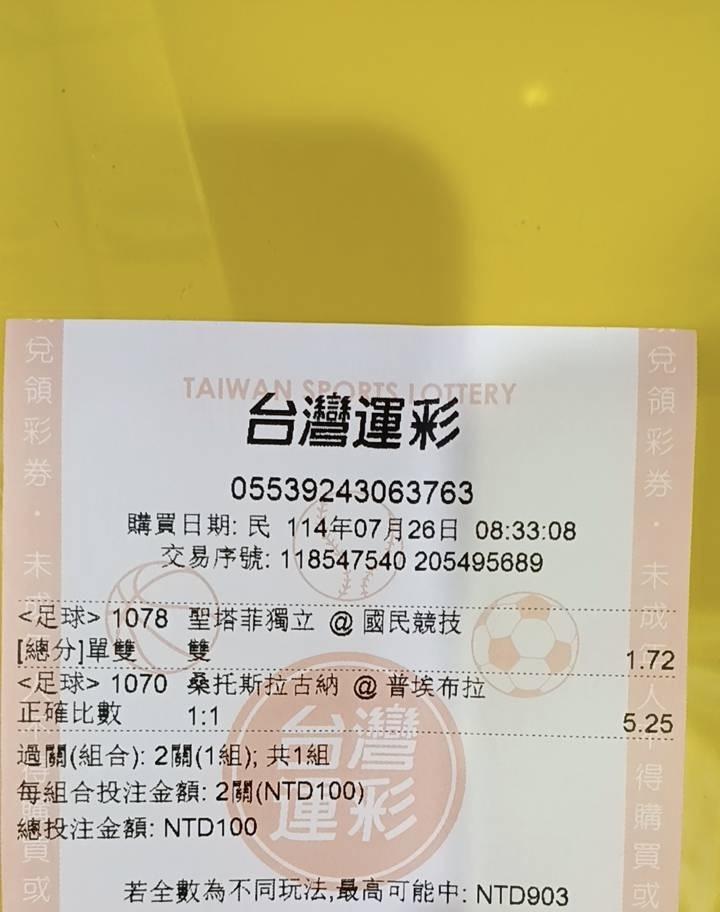 TAIWAN SPORTS LOTTERY
台灣運彩
05539243063763
購買日期: 民 114年07月26日 08:33:08
交易序號: 118547540 205495689
<足球> 1078 聖塔菲獨立 @ 國民競技
[總分]單雙 雙 1.72
<足球> 1070 桑托斯拉古納 @ 普埃布拉
正確比數 1:1 5.25
過關(組合): 2關(1組); 共1組
每組合投注金額: 2關(NTD100)
總投注金額: NTD100
若全數為不同玩法,最高可能中: NTD903
台灣運彩
兌領彩券・未成
得購買或
兌領彩券・未成 人不得購買或